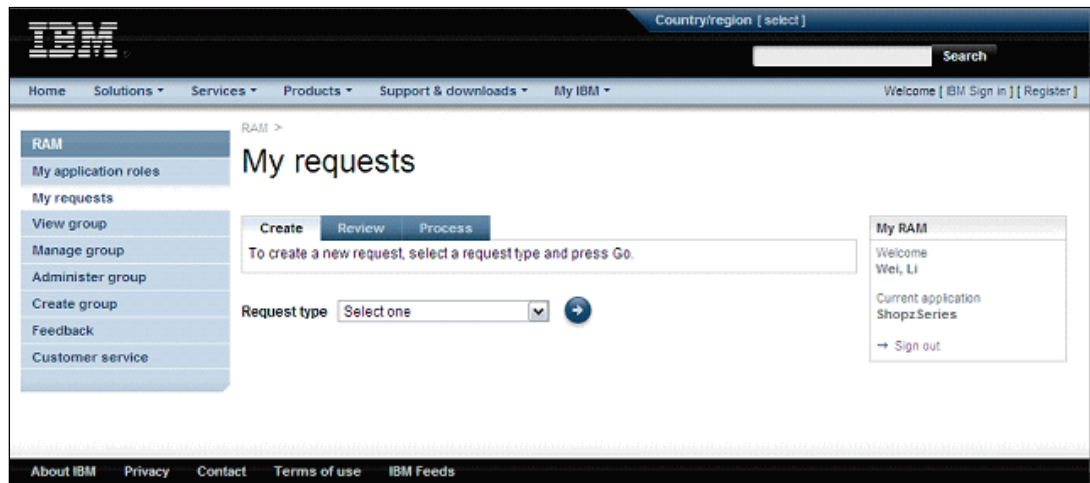 Country/region [ select ]
IBM
Search
Home Solutions Services Products Support & downloads My IBM Welcome [ IBM Sign in ] [ Register ]
RAM
My application roles
My requests
View group
Manage group
Administer group
Create group
Feedback
Customer service
RAM >
My requests
Create Review Process
To create a new request, select a request type and press Go.
Request type Select one
My RAM
Welcome
Wei, Li
Current application
ShopzSeries
→ Sign out
About IBM Privacy Contact Terms of use IBM Feeds